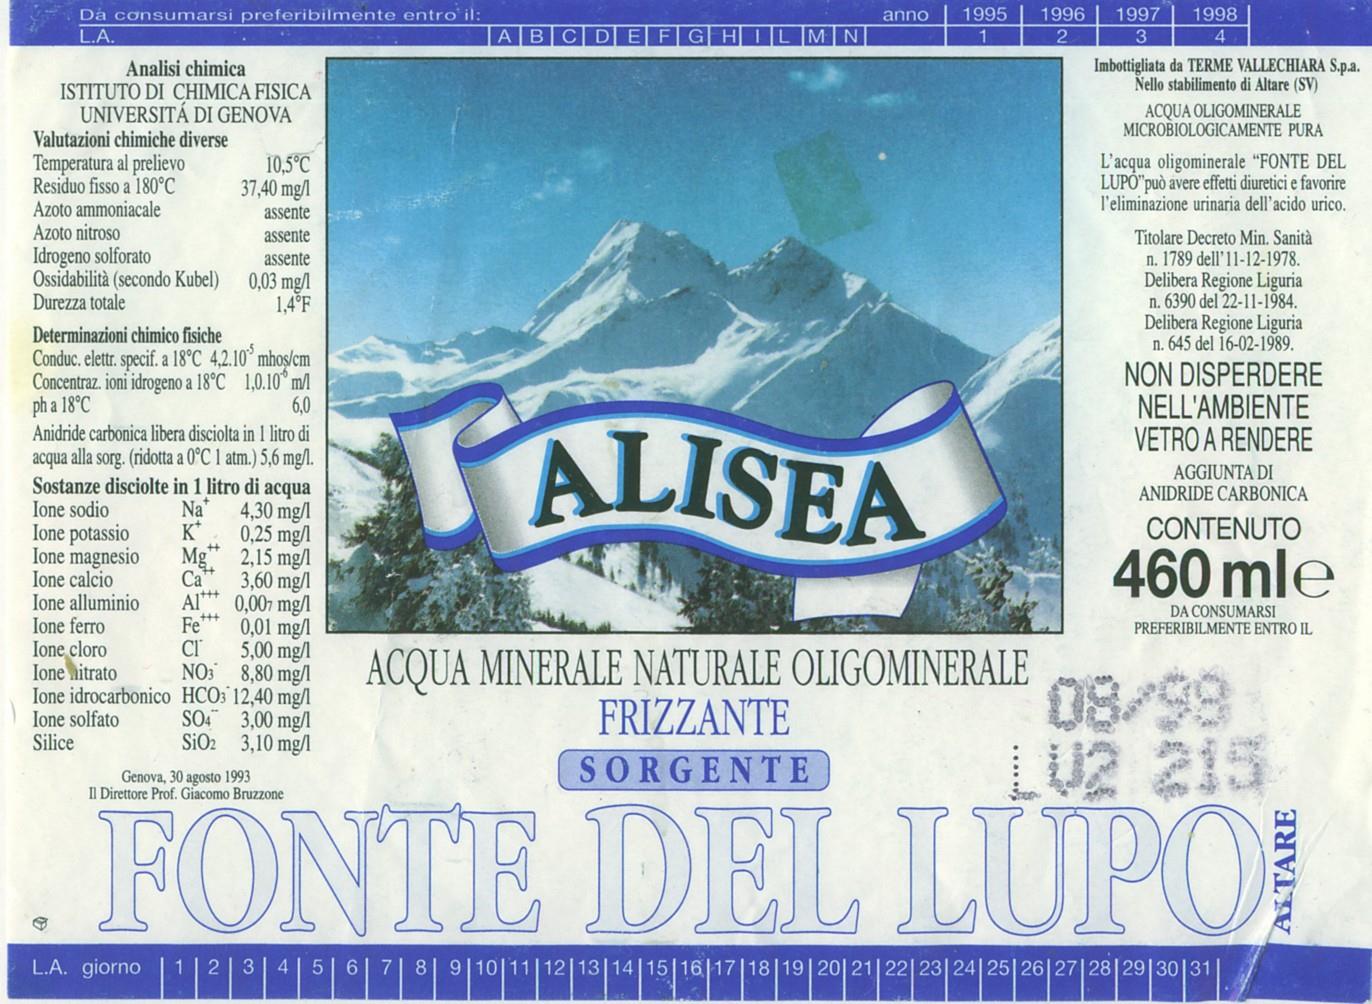 Da consumarsi preferibilmente entro il: anno 1995 1996 1997 1998
L.A. A B C D E F G H I L M N 1 2 3 4
Analisi chimica
ISTITUTO DI CHIMICA FISICA
UNIVERSITÁ DI GENOVA
Valutazioni chimiche diverse
Temperatura al prelievo 10,5°C
Residuo fisso a 180°C 37,40 mg/l
Azoto ammoniacale assente
Azoto nitroso assente
Idrogeno solforato assente
Ossidabilità (secondo Kubel) 0,03 mg/l
Durezza totale 1,4°F
Determinazioni chimico fisiche
Conduc. elettr. specif. a 18°C 4,2.10⁻⁵ mhos/cm
Concentraz. ioni idrogeno a 18°C 1,0.10⁻⁶ m/l
ph a 18°C 6,0
Anidride carbonica libera disciolta in 1 litro di
acqua alla sorg. (ridotta a 0°C 1 atm.) 5,6 mg/l.
Sostanze disciolte in 1 litro di acqua
Ione sodio Na⁺ 4,30 mg/l
Ione potassio K⁺ 0,25 mg/l
Ione magnesio Mg⁺⁺ 2,15 mg/l
Ione calcio Ca⁺⁺ 3,60 mg/l
Ione alluminio Al⁺⁺⁺ 0,007 mg/l
Ione ferro Fe⁺⁺⁺ 0,01 mg/l
Ione cloro Cl⁻ 5,00 mg/l
Ione nitrato NO₃⁻ 8,80 mg/l
Ione idrocarbonico HCO₃⁻ 12,40 mg/l
Ione solfato SO₄⁻⁻ 3,00 mg/l
Silice SiO₂ 3,10 mg/l
Genova, 30 agosto 1993
Il Direttore Prof. Giacomo Bruzzone
ALISEA
ACQUA MINERALE NATURALE OLIGOMINERALE
FRIZZANTE
SORGENTE
FONTE DEL LUPO
ALTARE
Imbottigliata da TERME VALLECHIARA S.p.a.
Nello stabilimento di Altare (SV)
ACQUA OLIGOMINERALE
MICROBIOLOGICAMENTE PURA
L'acqua oligominerale "FONTE DEL
LUPO"può avere effetti diuretici e favorire
l'eliminazione urinaria dell'acido urico.
Titolare Decreto Min. Sanità
n. 1789 dell'11-12-1978.
Delibera Regione Liguria
n. 6390 del 22-11-1984.
Delibera Regione Liguria
n. 645 del 16-02-1989.
NON DISPERDERE
NELL'AMBIENTE
VETRO A RENDERE
AGGIUNTA DI
ANIDRIDE CARBONICA
CONTENUTO
460 ml e
DA CONSUMARSI
PREFERIBILMENTE ENTRO IL
08/99
LU2 215
L.A. giorno 1 2 3 4 5 6 7 8 9 10 11 12 13 14 15 16 17 18 19 20 21 22 23 24 25 26 27 28 29 30 31